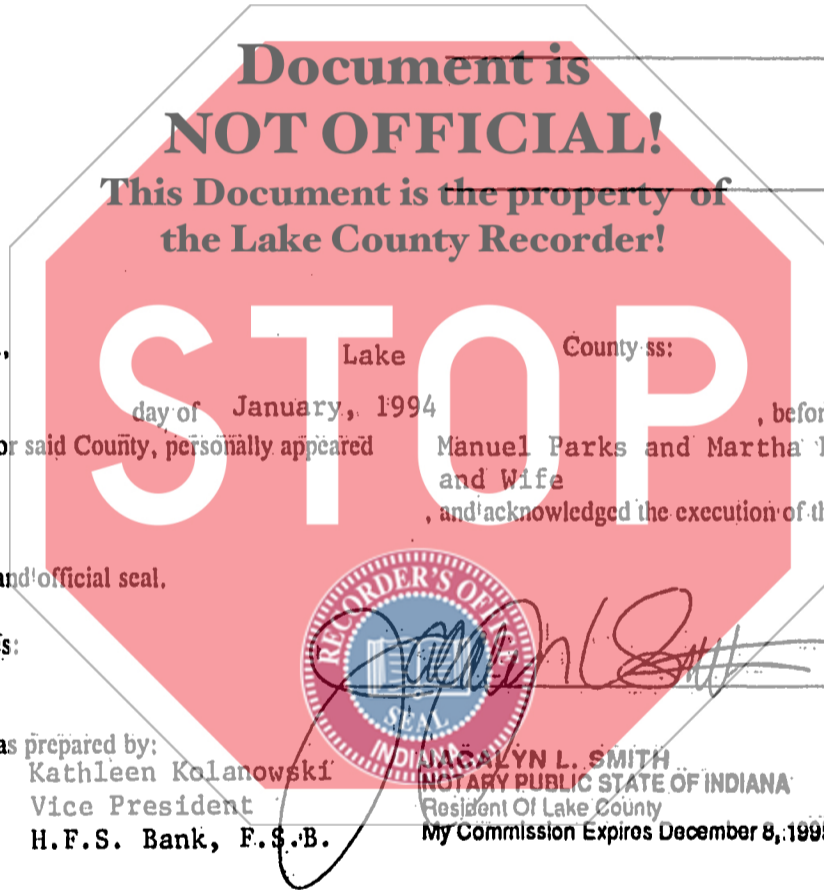 Document is
NOT OFFICIAL!
This Document is the property of
the Lake County Recorder!
STOP
Lake County ss:
day of January, 1994 , befor
or said County, personally appeared Manuel Parks and Martha
and Wife
, and acknowledged the execution of th
and official seal.
s:
RECORDER'S OFFICE
SEAL
INDIANA
as prepared by:
Kathleen Kolanowski
Vice President
H.F.S. Bank, F.S.B.
L. SMITH
NOTARY PUBLIC STATE OF INDIANA
Resident Of Lake County
My Commission Expires December 8, 1995